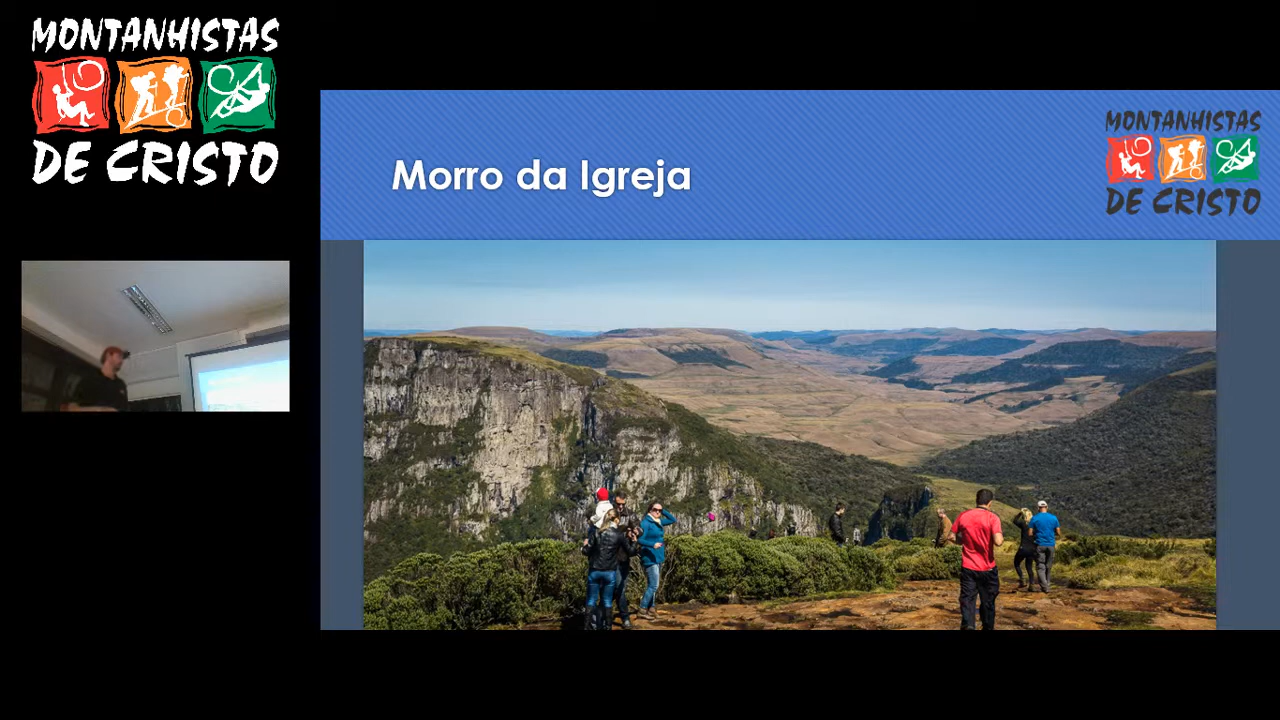 MONTANHISTAS
DE CRISTO
Morro da Igreja
MONTANHISTAS
DE CRISTO